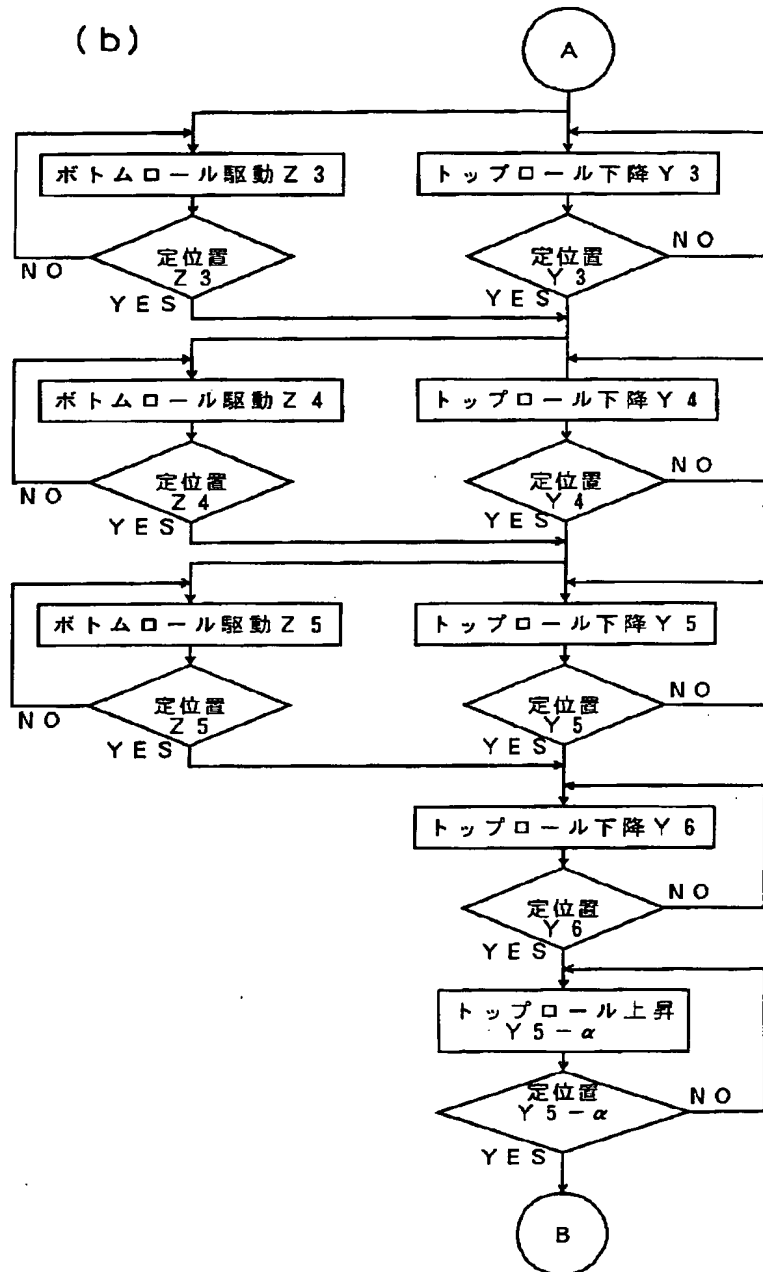 (b)
A
ボトムロール駆動Z3
トップロール下降Y3
定位置
Z3
NO
YES
定位置
Y3
NO
YES
ボトムロール駆動Z4
トップロール下降Y4
定位置
Z4
NO
YES
定位置
Y4
NO
YES
ボトムロール駆動Z5
トップロール下降Y5
定位置
Z5
NO
YES
定位置
Y5
NO
YES
トップロール下降Y6
定位置
Y6
NO
YES
トップロール上昇
Y5-α
定位置
Y5-α
NO
YES
B